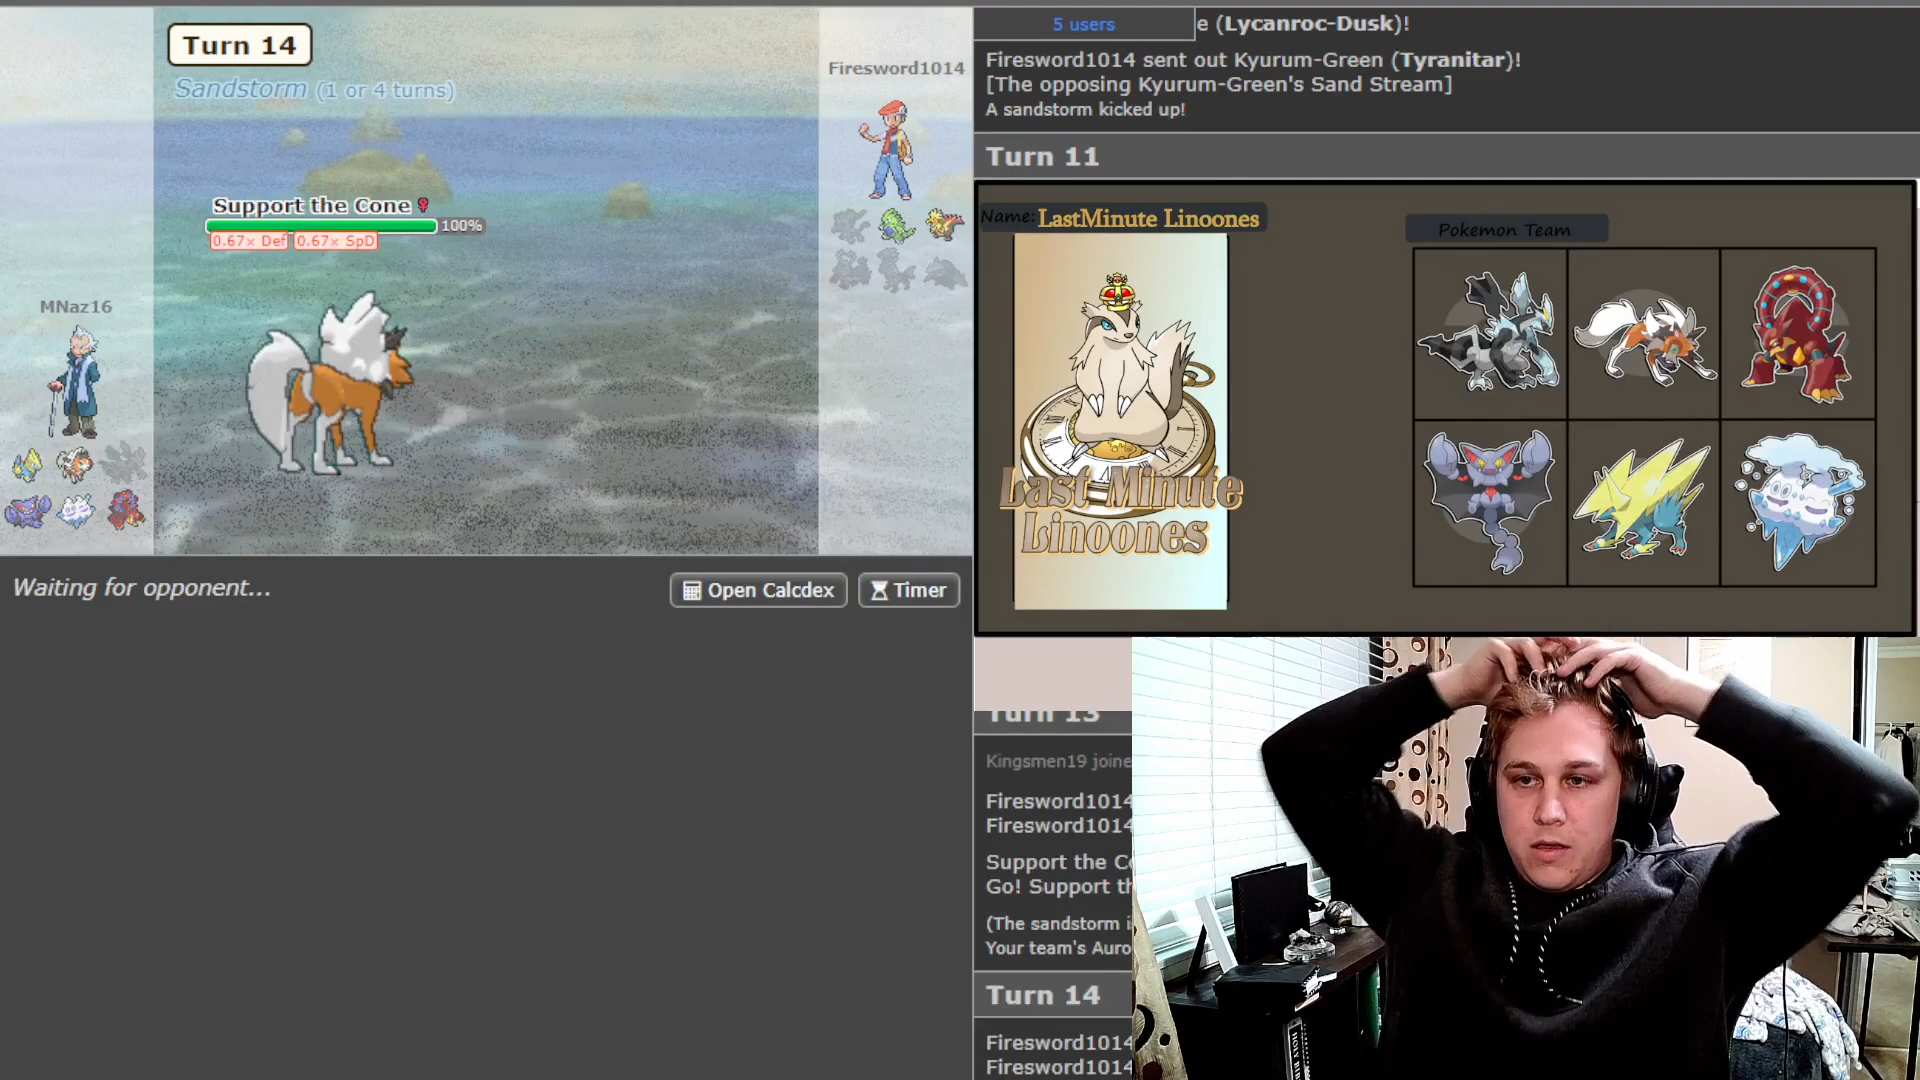 Turn 14
Sandstorm (1 or 4 turns)
Firesword1014
Support the Cone ♀
100%
0.67× Def 0.67× SpD
MNaz16
Waiting for opponent...
Open Calcdex
Timer
5 users
e (Lycanroc-Dusk)!
Firesword1014 sent out Kyurum-Green (Tyranitar)!
[The opposing Kyurum-Green's Sand Stream]
A sandstorm kicked up!
Turn 11
Name: LastMinute Linoones
Pokemon Team
Last Minute
Linoones
Turn 13
Kingsmen19 joine
Firesword1014
Firesword1014
Support the Co
Go! Support th
(The sandstorm i
Your team's Auro
Turn 14
Firesword1014
Firesword1014